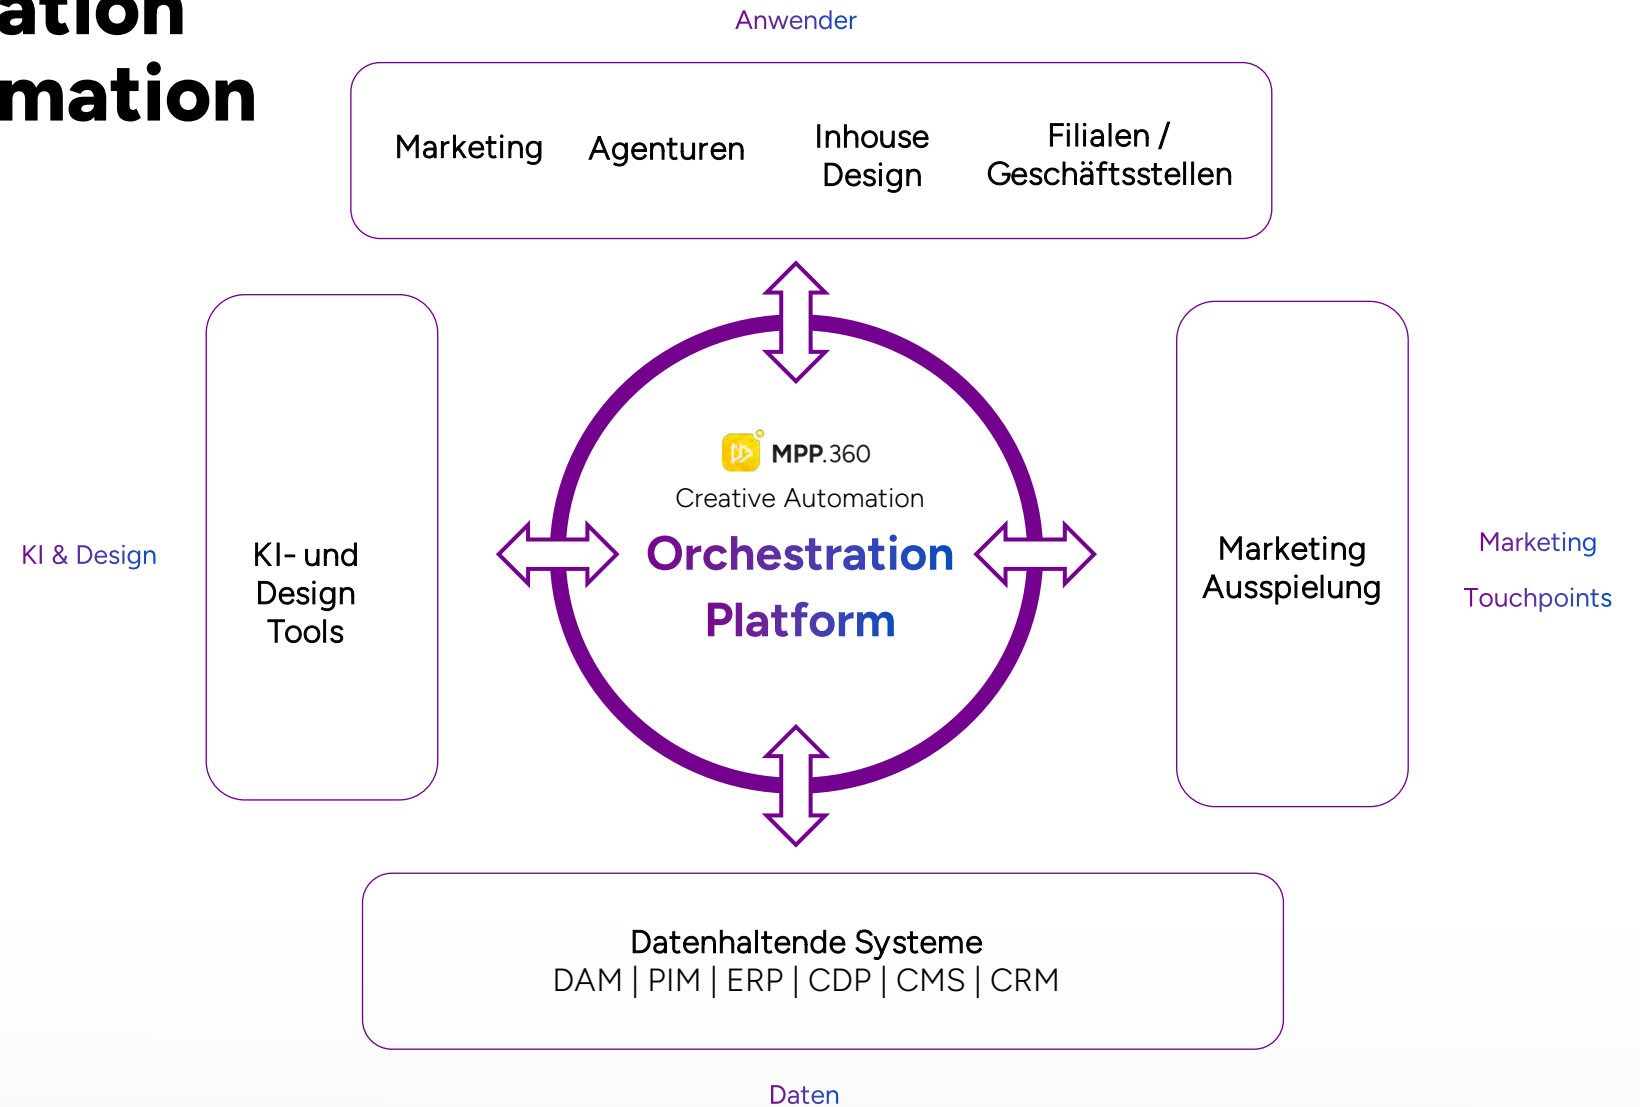 ation
mation
Anwender
Marketing
Agenturen
Inhouse
Design
Filialen /
Geschäftsstellen
KI & Design
KI- und
Design
Tools
MPP.360
Creative Automation
Orchestration
Platform
Marketing
Ausspielung
Marketing
Touchpoints
Datenhaltende Systeme
DAM | PIM | ERP | CDP | CMS | CRM
Daten